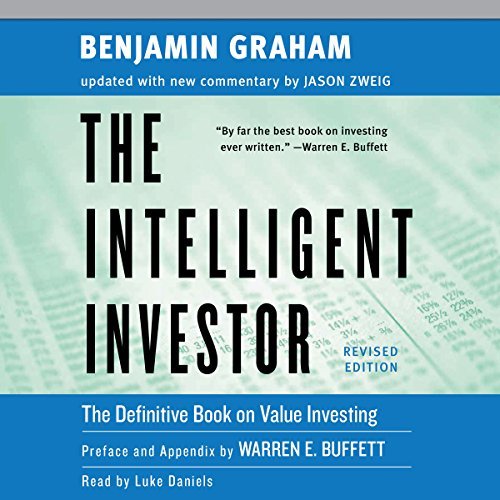 BENJAMIN GRAHAM
updated with new commentary by JASON ZWEIG
THE
“By far the best book on investing
ever written.” —Warren E. Buffett
INTELLIGENT
INVESTOR
REVISED
EDITION
The Definitive Book on Value Investing
Preface and Appendix by WARREN E. BUFFETT
Read by Luke Daniels